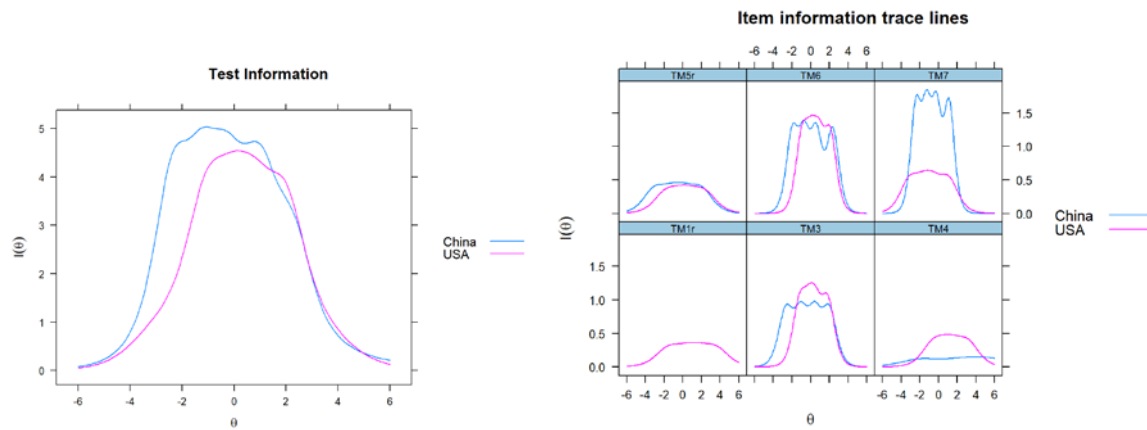 Test Information
I(θ)
5
4
3
2
1
0
-6 -4 -2 0 2 4 6
θ
China
USA
Item information trace lines
-6 -4 -2 0 2 4 6
TM5r TM6 TM7
1.5
1.0
0.5
0.0
TM1r TM3 TM4
1.5
1.0
0.5
0.0
I(θ)
-6 -4 -2 0 2 4 6 -6 -4 -2 0 2 4 6
θ
China
USA